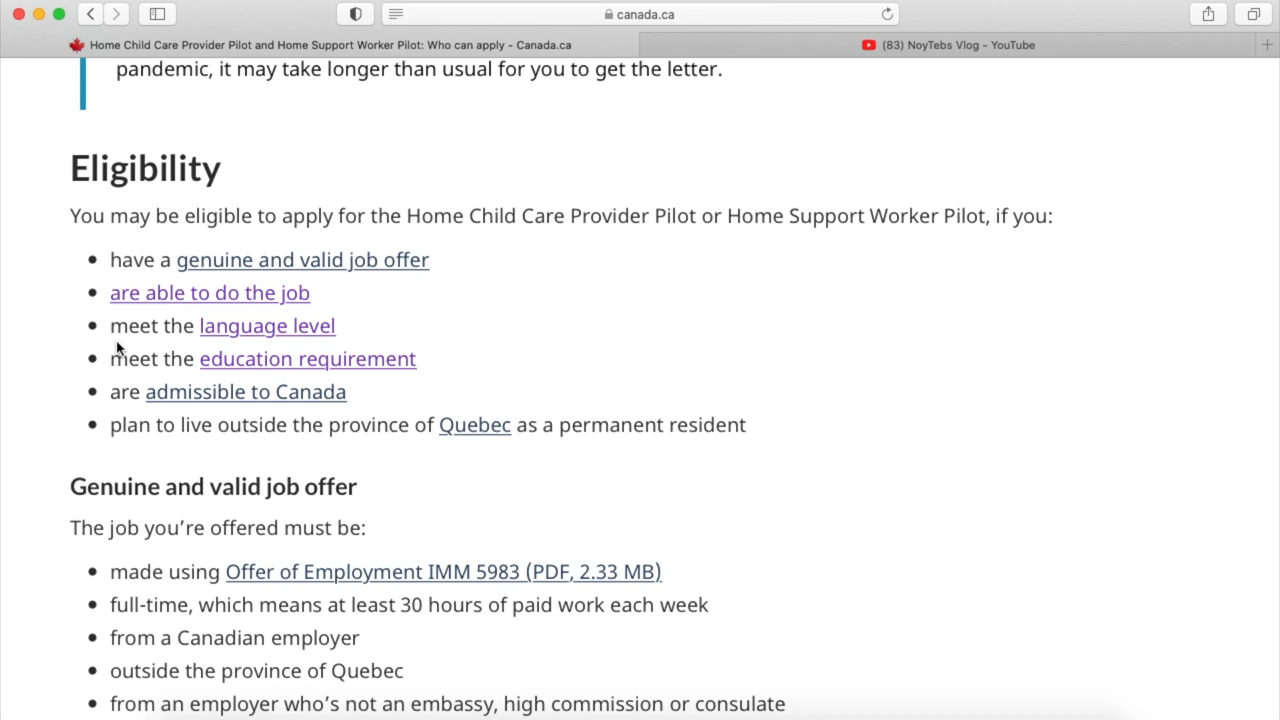 canada.ca
Home Child Care Provider Pilot and Home Support Worker Pilot: Who can apply - Canada.ca
(83) NoyTebs Vlog - YouTube
pandemic, it may take longer than usual for you to get the letter.
Eligibility
You may be eligible to apply for the Home Child Care Provider Pilot or Home Support Worker Pilot, if you:
have a genuine and valid job offer
are able to do the job
meet the language level
meet the education requirement
are admissible to Canada
plan to live outside the province of Quebec as a permanent resident
Genuine and valid job offer
The job you’re offered must be:
made using Offer of Employment IMM 5983 (PDF, 2.33 MB)
full-time, which means at least 30 hours of paid work each week
from a Canadian employer
outside the province of Quebec
from an employer who’s not an embassy, high commission or consulate